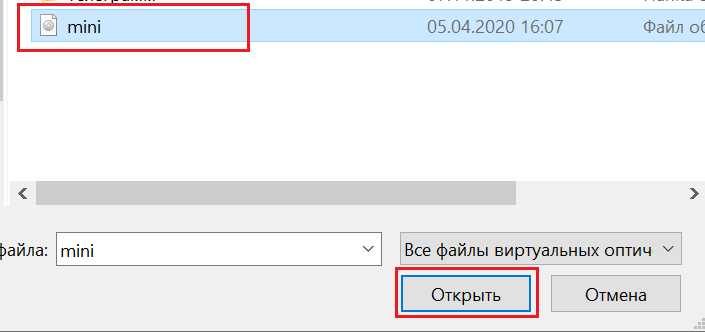 mini 05.04.2020 16:07 Файл об
файла: mini Все файлы виртуальных оптич
Открыть Отмена